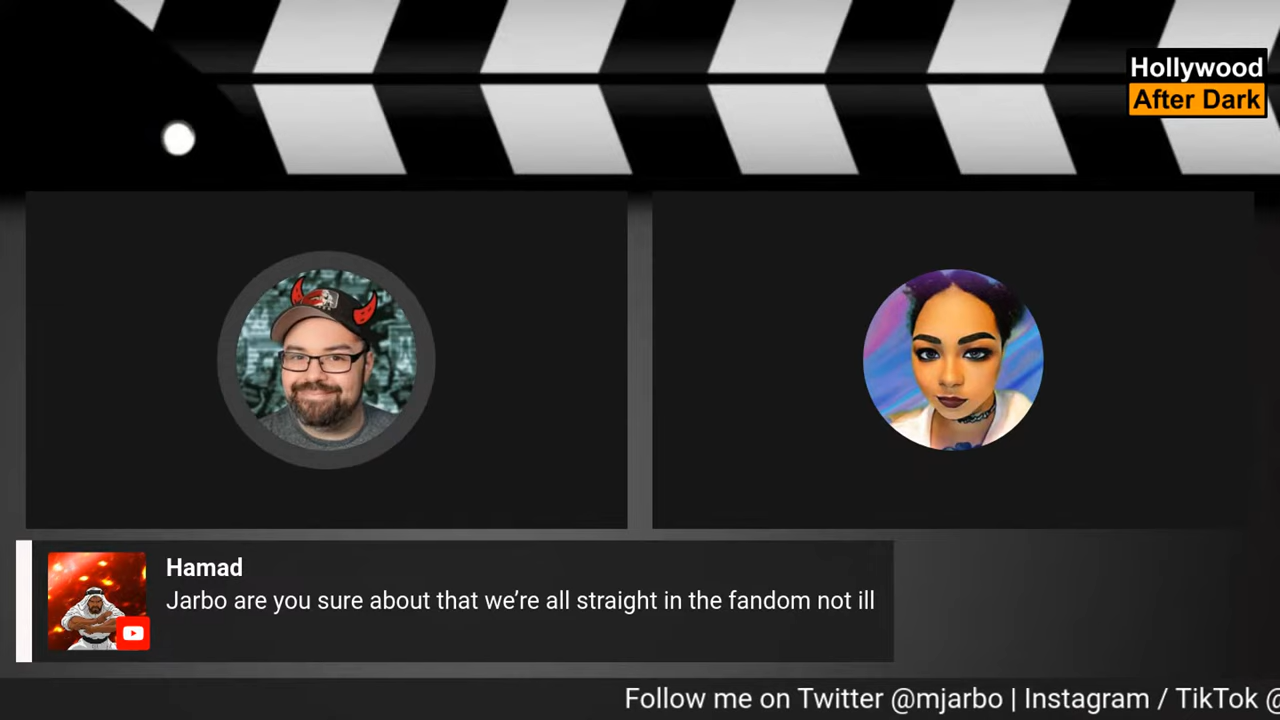 Hollywood
After Dark
Hamad
Jarbo are you sure about that we’re all straight in the fandom not ill
Follow me on Twitter @mjarbo | Instagram / TikTok @